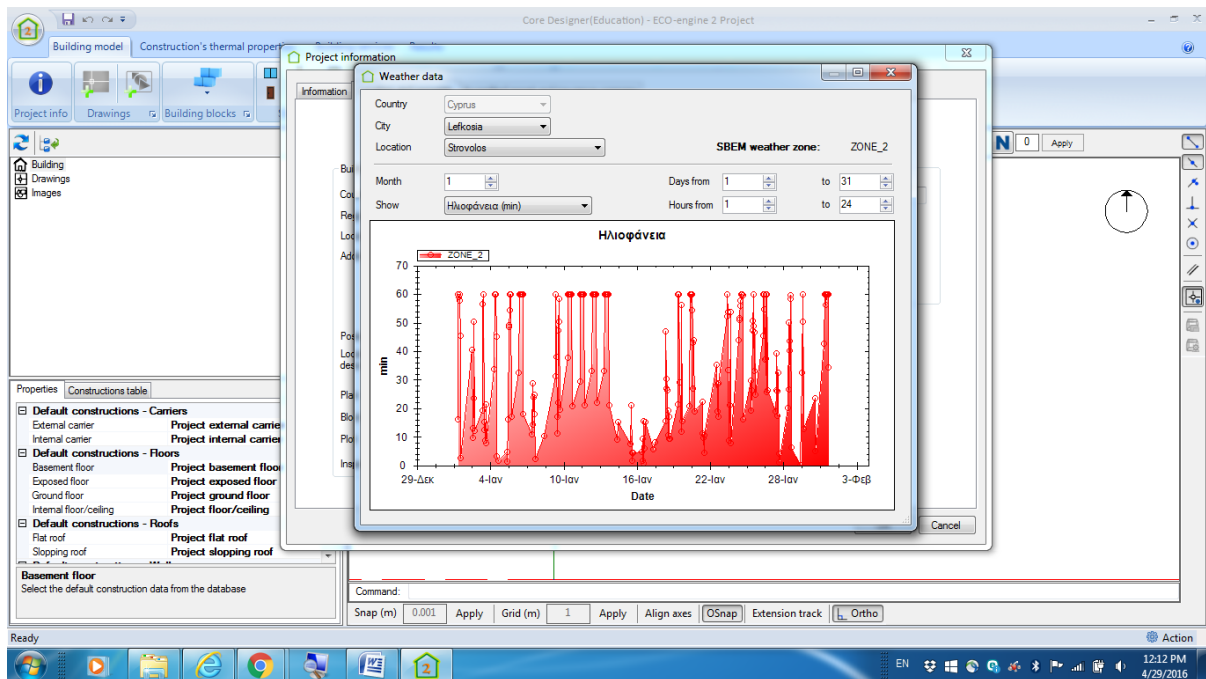 Core Designer(Education) - ECO-engine 2 Project
Building model
Construction's thermal propert
Results
Project info
Drawings
Building blocks
Project information
Information
Weather data
Country Cyprus
City Lefkosia
Location Strovolos SBEM weather zone: ZONE_2
Month 1 Days from 1 to 31
Show Ηλιοφάνεια (min) Hours from 1 to 24
Ηλιοφάνεια
ZONE_2
70
60
50
40
30
20
10
0
min
29-Δεκ 4-Ιαν 10-Ιαν 16-Ιαν 22-Ιαν 28-Ιαν 3-Φεβ
Date
Cancel
N 0 Apply
Building
Drawings
Images
Properties Constructions table
Default constructions - Carriers
External carrier Project external carrie
Internal carrier Project internal carrier
Default constructions - Floors
Basement floor Project basement floo
Exposed floor Project exposed floor
Ground floor Project ground floor
Internal floor/ceiling Project floor/ceiling
Default constructions - Roofs
Flat roof Project flat roof
Slopping roof Project slopping roof
Basement floor
Select the default construction data from the database
Command:
Snap (m) 0.001 Apply Grid (m) 1 Apply Align axes OSnap Extension track Ortho
Ready
Action
EN
12:12 PM
4/29/2016